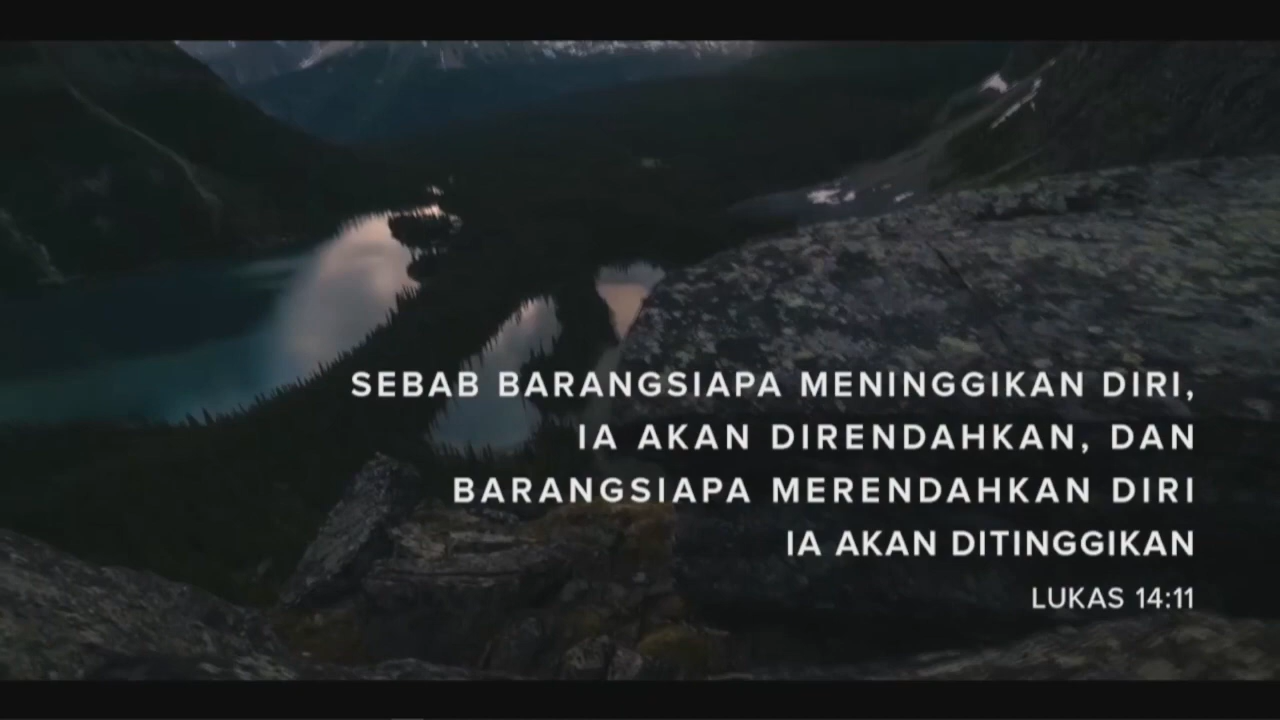 SEBAB BARANGSIAPA MENINGGIKAN DIRI,
IA AKAN DIRENDAHKAN, DAN
BARANGSIAPA MERENDAHKAN DIRI
IA AKAN DITINGGIKAN
LUKAS 14:11